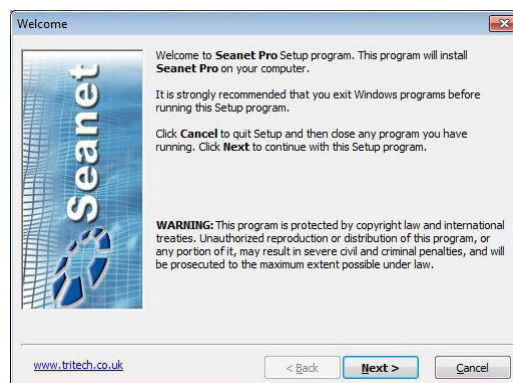 Welcome
Seanet
Welcome to Seanet Pro Setup program. This program will install
Seanet Pro on your computer.
It is strongly recommended that you exit Windows programs before
running this Setup program.
Click Cancel to quit Setup and then close any program you have
running. Click Next to continue with this Setup program.
WARNING: This program is protected by copyright law and international
treaties. Unauthorized reproduction or distribution of this program, or
any portion of it, may result in severe civil and criminal penalties, and will
be prosecuted to the maximum extent possible under law.
www.tritech.co.uk
< Back
Next >
Cancel